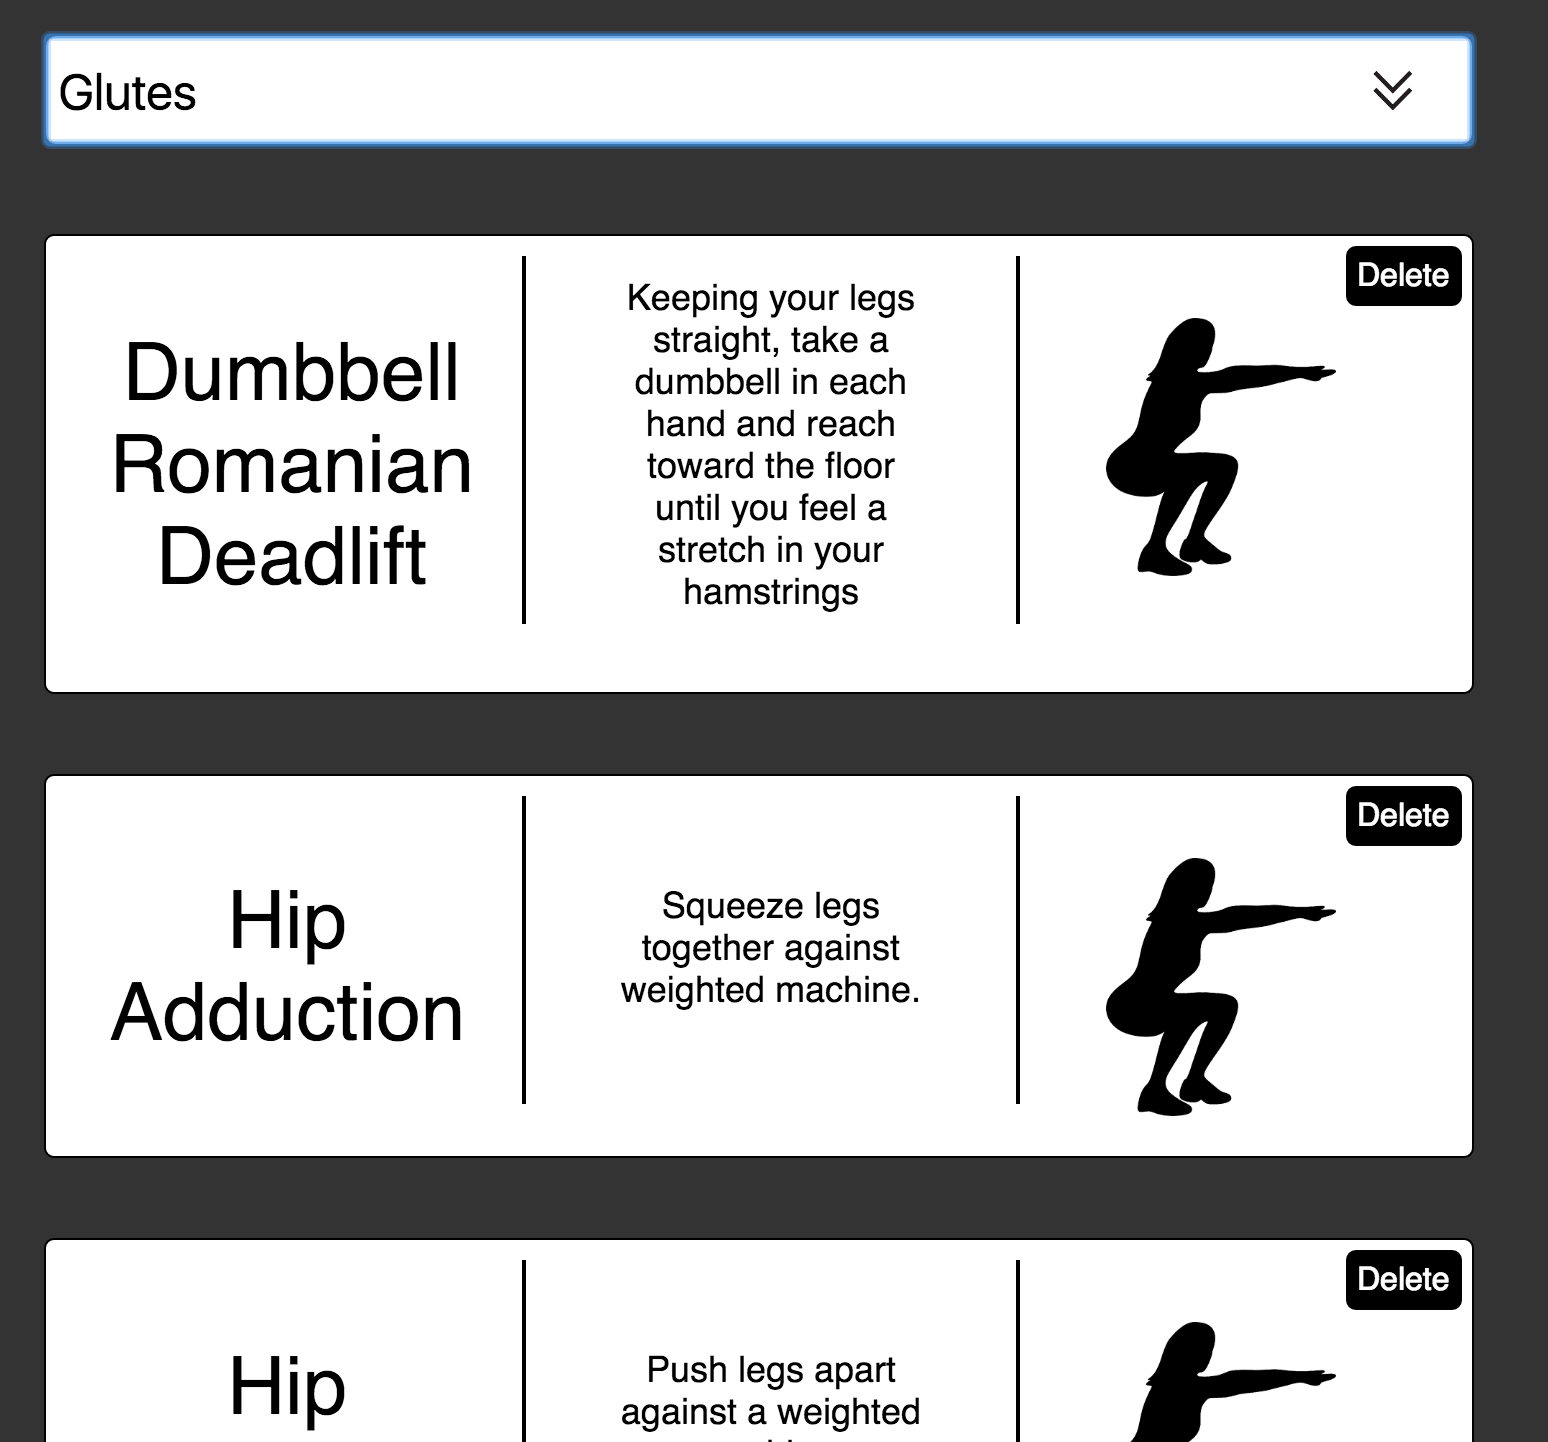 Glutes
Delete
Dumbbell
Romanian
Deadlift
Keeping your legs
straight, take a
dumbbell in each
hand and reach
toward the floor
until you feel a
stretch in your
hamstrings
Delete
Hip
Adduction
Squeeze legs
together against
weighted machine.
Delete
Hip
Push legs apart
against a weighted